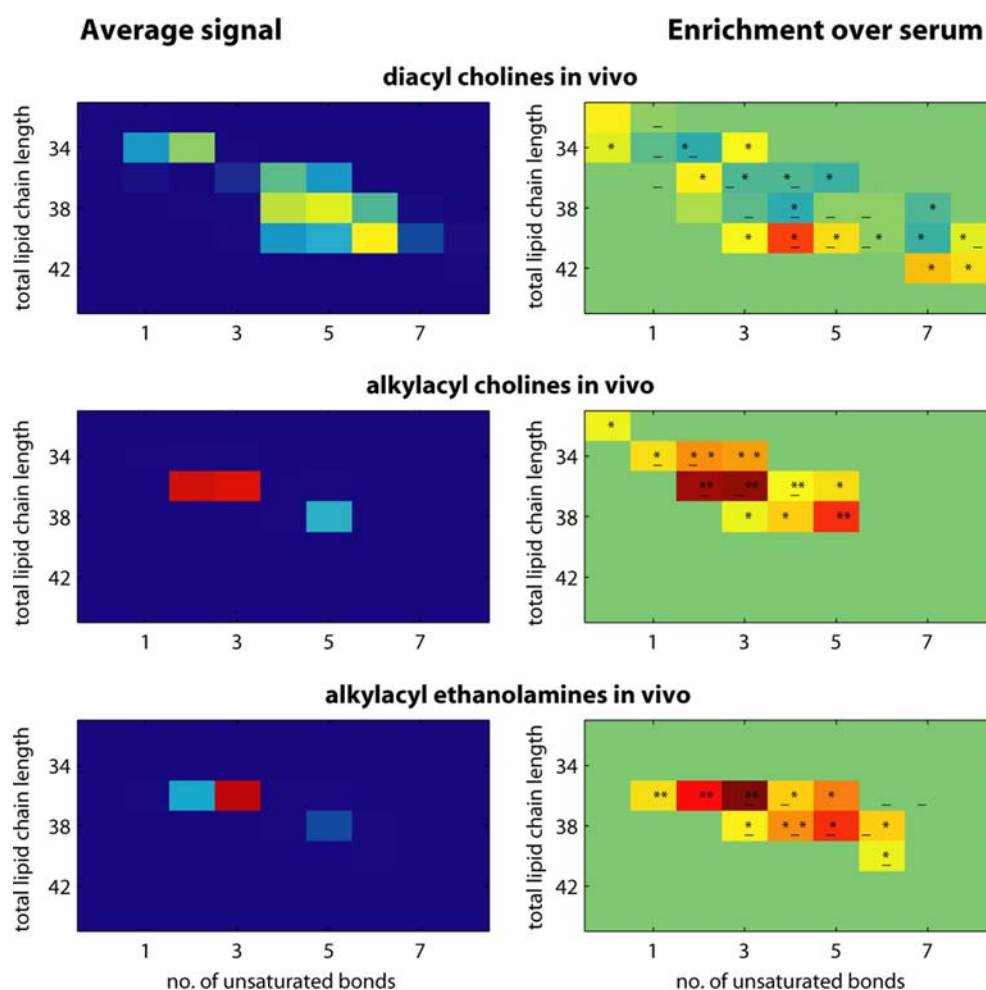 Average signal Enrichment over serum
diacyl cholines in vivo
total lipid chain length
34
38
42
1 3 5 7
total lipid chain length
34
38
42
1 3 5 7
alkylacyl cholines in vivo
total lipid chain length
34
38
42
1 3 5 7
total lipid chain length
34
38
42
1 3 5 7
alkylacyl ethanolamines in vivo
total lipid chain length
34
38
42
1 3 5 7
no. of unsaturated bonds
total lipid chain length
34
38
42
1 3 5 7
no. of unsaturated bonds